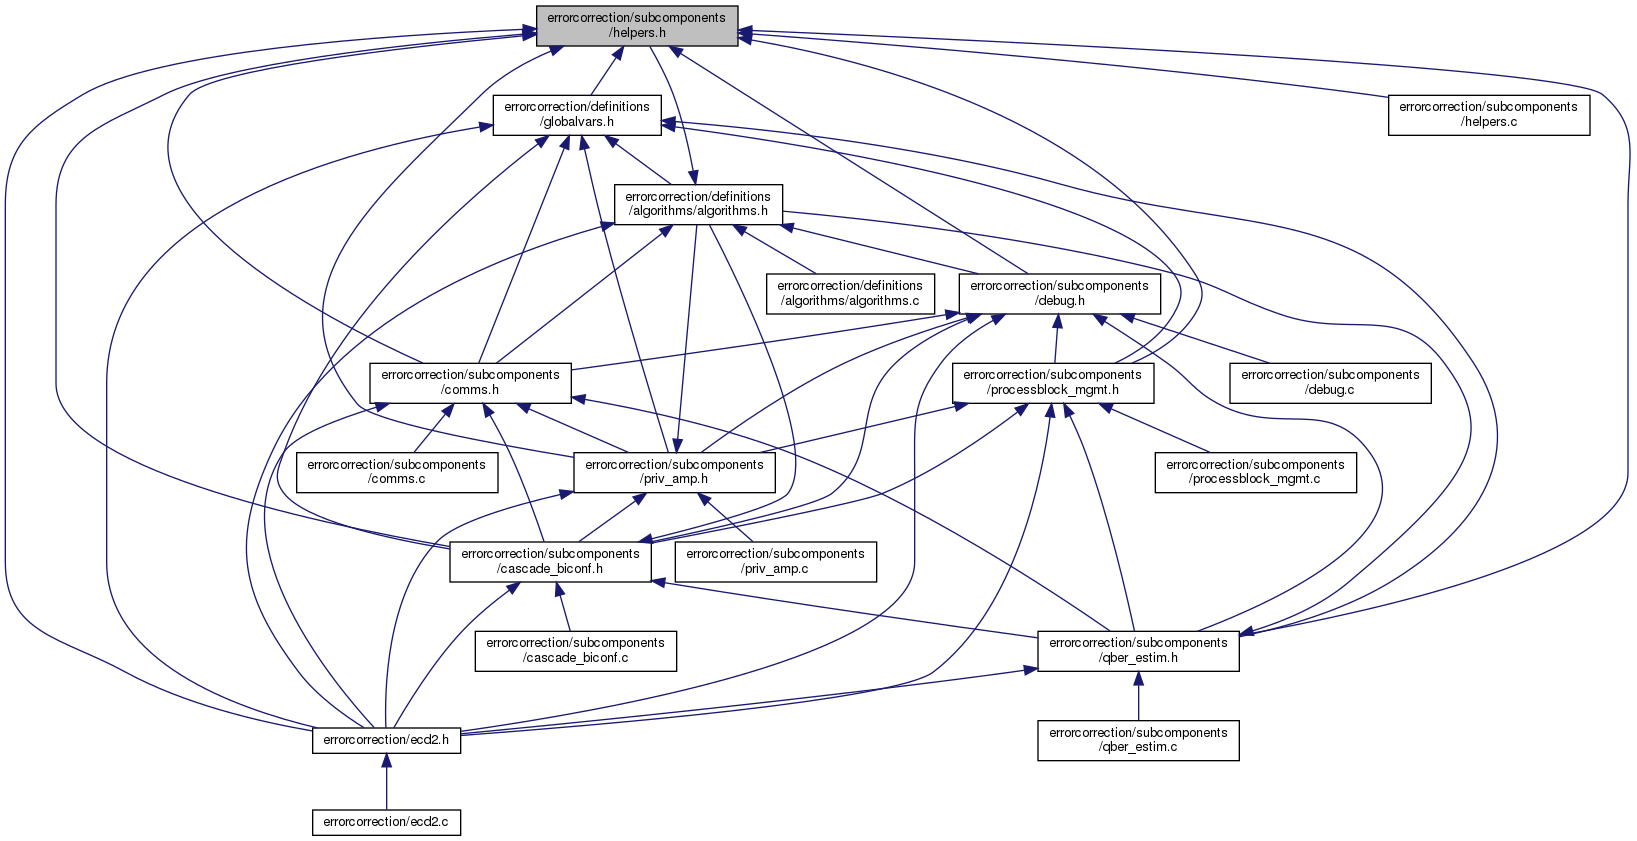 errorcorrection/subcomponents
/helpers.h
errorcorrection/definitions
/globalvars.h
errorcorrection/subcomponents
/helpers.c
errorcorrection/definitions
/algorithms/algorithms.h
errorcorrection/definitions
/algorithms/algorithms.c
errorcorrection/subcomponents
/debug.h
errorcorrection/subcomponents
/comms.h
errorcorrection/subcomponents
/processblock_mgmt.h
errorcorrection/subcomponents
/debug.c
errorcorrection/subcomponents
/comms.c
errorcorrection/subcomponents
/priv_amp.h
errorcorrection/subcomponents
/processblock_mgmt.c
errorcorrection/subcomponents
/cascade_biconf.h
errorcorrection/subcomponents
/priv_amp.c
errorcorrection/subcomponents
/cascade_biconf.c
errorcorrection/subcomponents
/qber_estim.h
errorcorrection/ecd2.h
errorcorrection/subcomponents
/qber_estim.c
errorcorrection/ecd2.c